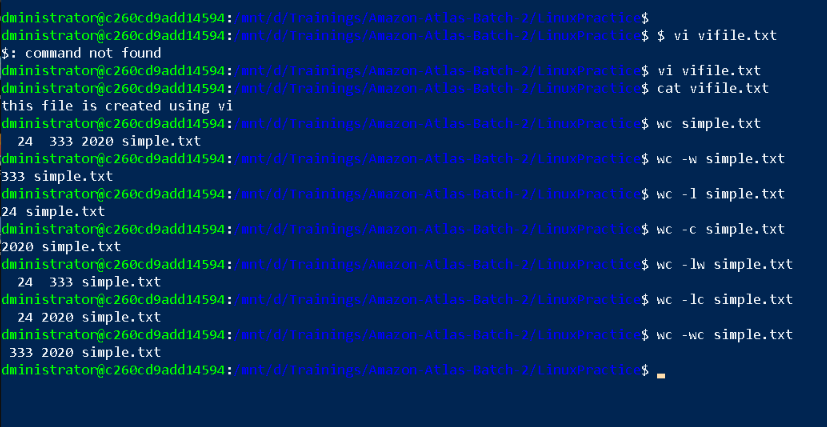 dministrator@c260cd9add14594:/mnt/d/Trainings/Amazon-Atlas-Batch-2/LinuxPractice$
dministrator@c260cd9add14594:/mnt/d/Trainings/Amazon-Atlas-Batch-2/LinuxPractice$ $ vi vifile.txt
$: command not found
dministrator@c260cd9add14594:/mnt/d/Trainings/Amazon-Atlas-Batch-2/LinuxPractice$ vi vifile.txt
dministrator@c260cd9add14594:/mnt/d/Trainings/Amazon-Atlas-Batch-2/LinuxPractice$ cat vifile.txt
this file is created using vi
dministrator@c260cd9add14594:/mnt/d/Trainings/Amazon-Atlas-Batch-2/LinuxPractice$ wc simple.txt
  24  333 2020 simple.txt
dministrator@c260cd9add14594:/mnt/d/Trainings/Amazon-Atlas-Batch-2/LinuxPractice$ wc -w simple.txt
333 simple.txt
dministrator@c260cd9add14594:/mnt/d/Trainings/Amazon-Atlas-Batch-2/LinuxPractice$ wc -l simple.txt
24 simple.txt
dministrator@c260cd9add14594:/mnt/d/Trainings/Amazon-Atlas-Batch-2/LinuxPractice$ wc -c simple.txt
2020 simple.txt
dministrator@c260cd9add14594:/mnt/d/Trainings/Amazon-Atlas-Batch-2/LinuxPractice$ wc -lw simple.txt
  24  333 simple.txt
dministrator@c260cd9add14594:/mnt/d/Trainings/Amazon-Atlas-Batch-2/LinuxPractice$ wc -lc simple.txt
  24 2020 simple.txt
dministrator@c260cd9add14594:/mnt/d/Trainings/Amazon-Atlas-Batch-2/LinuxPractice$ wc -wc simple.txt
 333 2020 simple.txt
dministrator@c260cd9add14594:/mnt/d/Trainings/Amazon-Atlas-Batch-2/LinuxPractice$